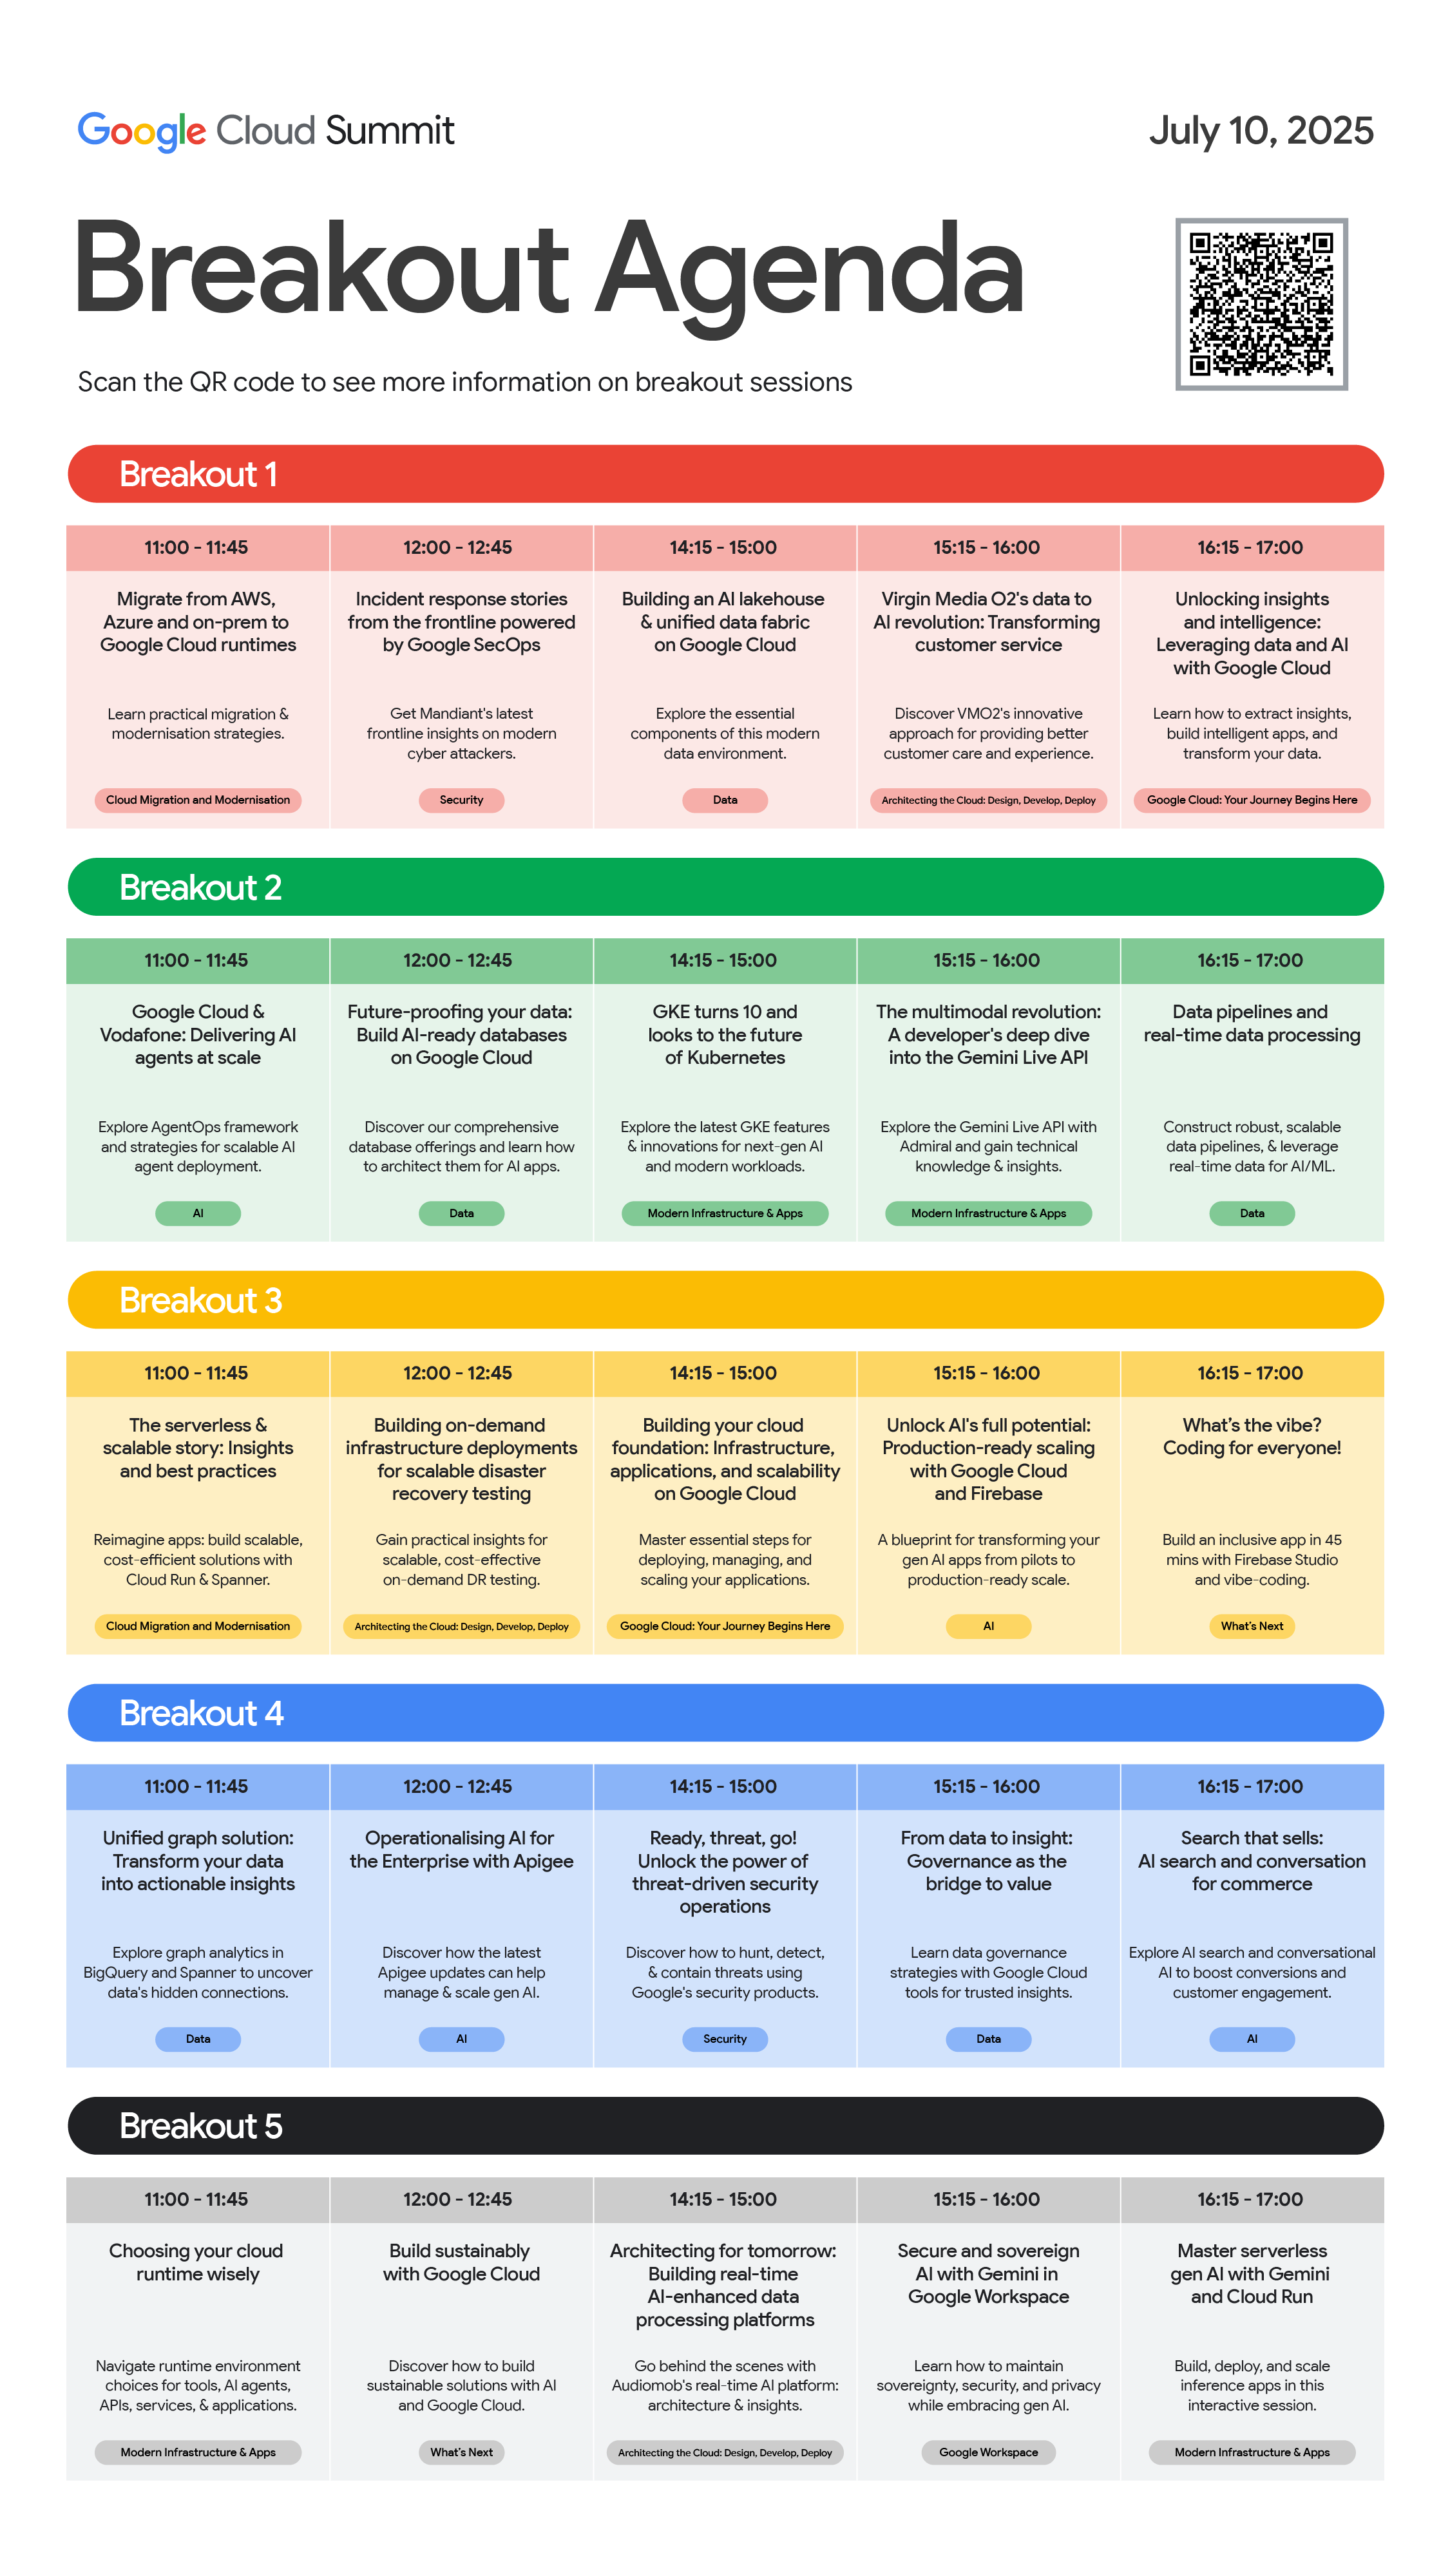 Google Cloud Summit
July 10, 2025
Breakout Agenda
Scan the QR code to see more information on breakout sessions
Breakout 1
11:00 - 11:45
Migrate from AWS,
Azure and on-prem to
Google Cloud runtimes
Learn practical migration &
modernisation strategies.
Cloud Migration and Modernisation
12:00 - 12:45
Incident response stories
from the frontline powered
by Google SecOps
Get Mandiant's latest
frontline insights on modern
cyber attackers.
Security
14:15 - 15:00
Building an AI lakehouse
& unified data fabric
on Google Cloud
Explore the essential
components of this modern
data environment.
Data
15:15 - 16:00
Virgin Media O2's data to
AI revolution: Transforming
customer service
Discover VMO2's innovative
approach for providing better
customer care and experience.
Architecting the Cloud: Design, Develop, Deploy
16:15 - 17:00
Unlocking insights
and intelligence:
Leveraging data and AI
with Google Cloud
Learn how to extract insights,
build intelligent apps, and
transform your data.
Google Cloud: Your Journey Begins Here
Breakout 2
11:00 - 11:45
Google Cloud &
Vodafone: Delivering AI
agents at scale
Explore AgentOps framework
and strategies for scalable AI
agent deployment.
AI
12:00 - 12:45
Future-proofing your data:
Build AI-ready databases
on Google Cloud
Discover our comprehensive
database offerings and learn how
to architect them for AI apps.
Data
14:15 - 15:00
GKE turns 10 and
looks to the future
of Kubernetes
Explore the latest GKE features
& innovations for next-gen AI
and modern workloads.
Modern Infrastructure & Apps
15:15 - 16:00
The multimodal revolution:
A developer's deep dive
into the Gemini Live API
Explore the Gemini Live API with
Admiral and gain technical
knowledge & insights.
Modern Infrastructure & Apps
16:15 - 17:00
Data pipelines and
real-time data processing
Construct robust, scalable
data pipelines, & leverage
real-time data for AI/ML.
Data
Breakout 3
11:00 - 11:45
The serverless &
scalable story: Insights
and best practices
Reimagine apps: build scalable,
cost-efficient solutions with
Cloud Run & Spanner.
Cloud Migration and Modernisation
12:00 - 12:45
Building on-demand
infrastructure deployments
for scalable disaster
recovery testing
Gain practical insights for
scalable, cost-effective
on-demand DR testing.
Architecting the Cloud: Design, Develop, Deploy
14:15 - 15:00
Building your cloud
foundation: Infrastructure,
applications, and scalability
on Google Cloud
Master essential steps for
deploying, managing, and
scaling your applications.
Google Cloud: Your Journey Begins Here
15:15 - 16:00
Unlock AI's full potential:
Production-ready scaling
with Google Cloud
and Firebase
A blueprint for transforming your
gen AI apps from pilots to
production-ready scale.
AI
16:15 - 17:00
What’s the vibe?
Coding for everyone!
Build an inclusive app in 45
mins with Firebase Studio
and vibe-coding.
What's Next
Breakout 4
11:00 - 11:45
Unified graph solution:
Transform your data
into actionable insights
Explore graph analytics in
BigQuery and Spanner to uncover
data's hidden connections.
Data
12:00 - 12:45
Operationalising AI for
the Enterprise with Apigee
Discover how the latest
Apigee updates can help
manage & scale gen AI.
AI
14:15 - 15:00
Ready, threat, go!
Unlock the power of
threat-driven security
operations
Discover how to hunt, detect,
& contain threats using
Google's security products.
Security
15:15 - 16:00
From data to insight:
Governance as the
bridge to value
Learn data governance
strategies with Google Cloud
tools for trusted insights.
Data
16:15 - 17:00
Search that sells:
AI search and conversation
for commerce
Explore AI search and conversational
AI to boost conversions and
customer engagement.
AI
Breakout 5
11:00 - 11:45
Choosing your cloud
runtime wisely
Navigate runtime environment
choices for tools, AI agents,
APIs, services, & applications.
Modern Infrastructure & Apps
12:00 - 12:45
Build sustainably
with Google Cloud
Discover how to build
sustainable solutions with AI
and Google Cloud.
What's Next
14:15 - 15:00
Architecting for tomorrow:
Building real-time
AI-enhanced data
processing platforms
Go behind the scenes with
Audiomob's real-time AI platform:
architecture & insights.
Architecting the Cloud: Design, Develop, Deploy
15:15 - 16:00
Secure and sovereign
AI with Gemini in
Google Workspace
Learn how to maintain
sovereignty, security, and privacy
while embracing gen AI.
Google Workspace
16:15 - 17:00
Master serverless
gen AI with Gemini
and Cloud Run
Build, deploy, and scale
inference apps in this
interactive session.
Modern Infrastructure & Apps